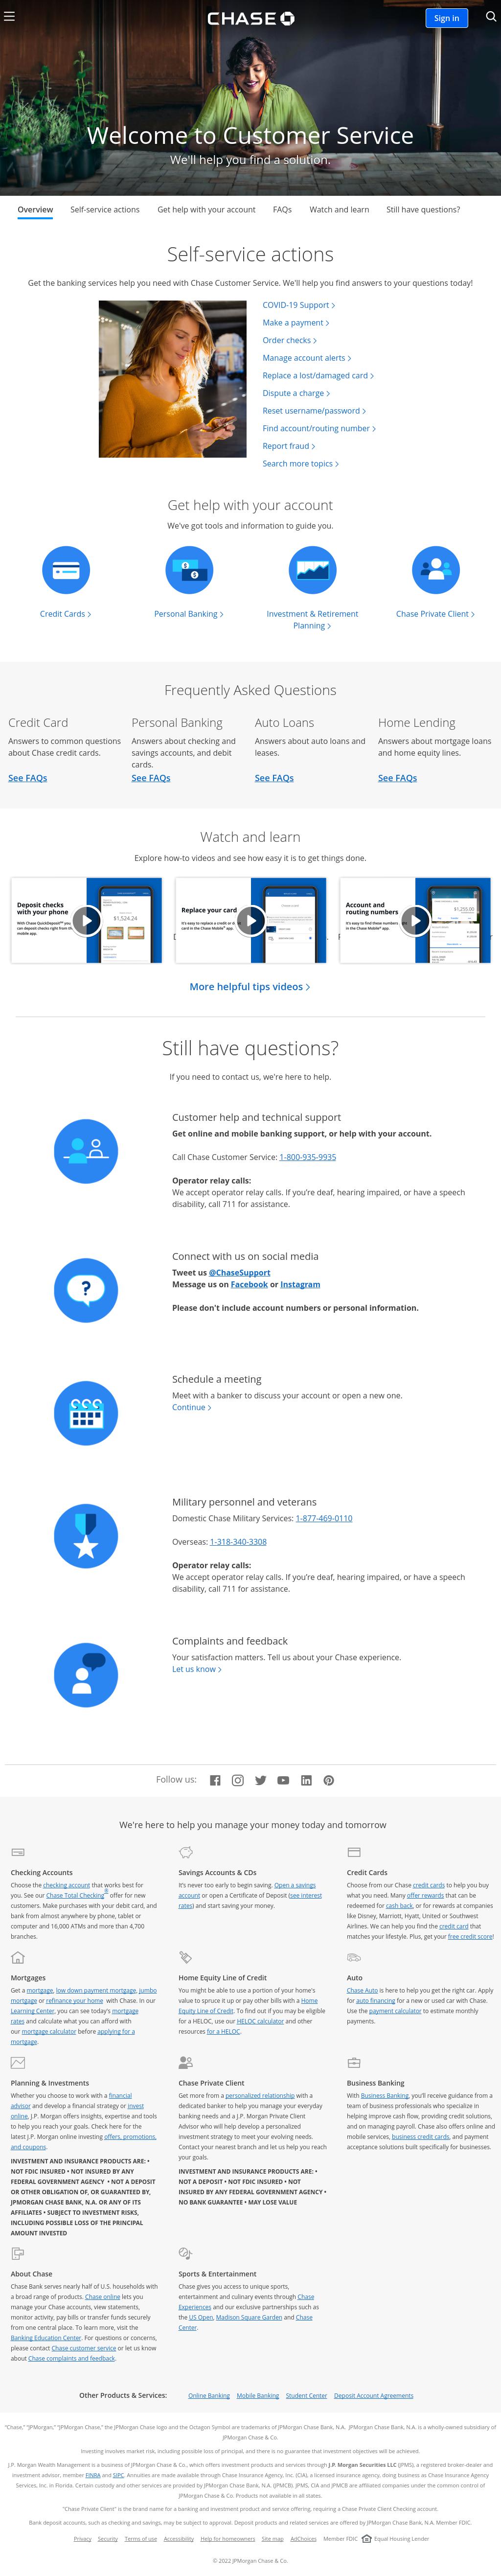 CHASE
Sign in
Welcome to Customer Service
We'll help you find a solution.
Overview
Self-service actions
Get help with your account
FAQs
Watch and learn
Still have questions?
Self-service actions
Get the banking services help you need with Chase Customer Service. We'll help you find answers to your questions today!
COVID-19 Support
Make a payment
Order checks
Manage account alerts
Replace a lost/damaged card
Dispute a charge
Reset username/password
Find account/routing number
Report fraud
Search more topics
Get help with your account
We've got tools and information to guide you.
Credit Cards
Personal Banking
Investment & Retirement
Planning
Chase Private Client
Frequently Asked Questions
Credit Card
Answers to common questions
about Chase credit cards.
See FAQs
Personal Banking
Answers about checking and
savings accounts, and debit
cards.
See FAQs
Auto Loans
Answers about auto loans and
leases.
See FAQs
Home Lending
Answers about mortgage loans
and home equity lines.
See FAQs
Watch and learn
Explore how-to videos and see how easy it is to get things done.
Deposit checks
with your phone
With Chase QuickDeposit℠ you
can deposit checks right from the
mobile app.
$1,524.24
Replace your card
It's easy to replace a credit or
card in the Chase Mobile® app.
Account and
routing numbers
It's easy to find these numbers
the Chase Mobile® app.
$1,255.00
More helpful tips videos
Still have questions?
If you need to contact us, we're here to help.
Customer help and technical support
Get online and mobile banking support, or help with your account.
Call Chase Customer Service: 1-800-935-9935
Operator relay calls:
We accept operator relay calls. If you're deaf, hearing impaired, or have a speech
disability, call 711 for assistance.
Connect with us on social media
Tweet us @ChaseSupport
Message us on Facebook or Instagram
Please don't include account numbers or personal information.
Schedule a meeting
Meet with a banker to discuss your account or open a new one.
Continue
Military personnel and veterans
Domestic Chase Military Services: 1-877-469-0110
Overseas: 1-318-340-3308
Operator relay calls:
We accept operator relay calls. If you're deaf, hearing impaired, or have a speech
disability, call 711 for assistance.
Complaints and feedback
Your satisfaction matters. Tell us about your Chase experience.
Let us know
Follow us:
We're here to help you manage your money today and tomorrow
Checking Accounts
Choose the checking account that works best for
you. See our Chase Total Checking® offer for new
customers. Make purchases with your debit card, and
bank from almost anywhere by phone, tablet or
computer and 16,000 ATMs and more than 4,700
branches.
Savings Accounts & CDs
It's never too early to begin saving. Open a savings
account or open a Certificate of Deposit (see interest
rates) and start saving your money.
Credit Cards
Choose from our Chase credit cards to help you buy
what you need. Many offer rewards that can be
redeemed for cash back, or for rewards at companies
like Disney, Marriott, Hyatt, United or Southwest
Airlines. We can help you find the credit card that
matches your lifestyle. Plus, get your free credit score!
Mortgages
Get a mortgage, low down payment mortgage, jumbo
mortgage or refinance your home with Chase. In our
Learning Center, you can see today's mortgage
rates and calculate what you can afford with
our mortgage calculator before applying for a
mortgage.
Home Equity Line of Credit
You might be able to use a portion of your home's
value to spruce it up or pay other bills with a Home
Equity Line of Credit. To find out if you may be eligible
for a HELOC, use our HELOC calculator and other
resources for a HELOC.
Auto
Chase Auto is here to help you get the right car. Apply
for auto financing for a new or used car with Chase.
Use the payment calculator to estimate monthly
payments.
Planning & Investments
Whether you choose to work with a financial
advisor and develop a financial strategy or invest
online, J.P. Morgan offers insights, expertise and tools
to help you reach your goals. Check here for the
latest J.P. Morgan online investing offers, promotions,
and coupons.
INVESTMENT AND INSURANCE PRODUCTS ARE: •
NOT FDIC INSURED • NOT INSURED BY ANY
FEDERAL GOVERNMENT AGENCY • NOT A DEPOSIT
OR OTHER OBLIGATION OF, OR GUARANTEED BY,
JPMORGAN CHASE BANK, N.A. OR ANY OF ITS
AFFILIATES • SUBJECT TO INVESTMENT RISKS,
INCLUDING POSSIBLE LOSS OF THE PRINCIPAL
AMOUNT INVESTED
Chase Private Client
Get more from a personalized relationship with a
dedicated banker to help you manage your everyday
banking needs and a J.P. Morgan Private Client
Advisor who will help develop a personalized
investment strategy to meet your evolving needs.
Contact your nearest branch and let us help you reach
your goals.
INVESTMENT AND INSURANCE PRODUCTS ARE: •
NOT A DEPOSIT • NOT FDIC INSURED • NOT
INSURED BY ANY FEDERAL GOVERNMENT AGENCY •
NO BANK GUARANTEE • MAY LOSE VALUE
Business Banking
With Business Banking, you'll receive guidance from a
team of business professionals who specialize in
helping improve cash flow, providing credit solutions,
and on managing payroll. Chase also offers online and
mobile services, business credit cards, and payment
acceptance solutions built specifically for businesses.
About Chase
Chase Bank serves nearly half of U.S. households with
a broad range of products. Chase online lets you
manage your Chase accounts, view statements,
monitor activity, pay bills or transfer funds securely
from one central place. To learn more, visit the
Banking Education Center. For questions or concerns,
please contact Chase customer service or let us know
about Chase complaints and feedback.
Sports & Entertainment
Chase gives you access to unique sports,
entertainment and culinary events through Chase
Experiences and our exclusive partnerships such as
the US Open, Madison Square Garden and Chase
Center.
Other Products & Services:
Online Banking
Mobile Banking
Student Center
Deposit Account Agreements
"Chase," "JPMorgan," "JPMorgan Chase," the JPMorgan Chase logo and the Octagon Symbol are trademarks of JPMorgan Chase Bank, N.A. JPMorgan Chase Bank, N.A. is a wholly-owned subsidiary of
JPMorgan Chase & Co.
Investing involves market risk, including possible loss of principal, and there is no guarantee that investment objectives will be achieved.
J.P. Morgan Wealth Management is a business of JPMorgan Chase & Co., which offers investment products and services through J.P. Morgan Securities LLC (JPMS), a registered broker-dealer and
investment advisor, member FINRA and SIPC. Annuities are made available through Chase Insurance Agency, Inc. (CIA), a licensed insurance agency, doing business as Chase Insurance Agency
Services, Inc. in Florida. Certain custody and other services are provided by JPMorgan Chase Bank, N.A. (JPMCB). JPMS, CIA and JPMCB are affiliated companies under the common control of
JPMorgan Chase & Co. Products not available in all states.
"Chase Private Client" is the brand name for a banking and investment product and service offering, requiring a Chase Private Client Checking account.
Bank deposit accounts, such as checking and savings, may be subject to approval. Deposit products and related services are offered by JPMorgan Chase Bank, N.A. Member FDIC.
Privacy
Security
Terms of use
Accessibility
Help for homeowners
Site map
AdChoices
Member FDIC
Equal Housing Lender
© 2022 JPMorgan Chase & Co.